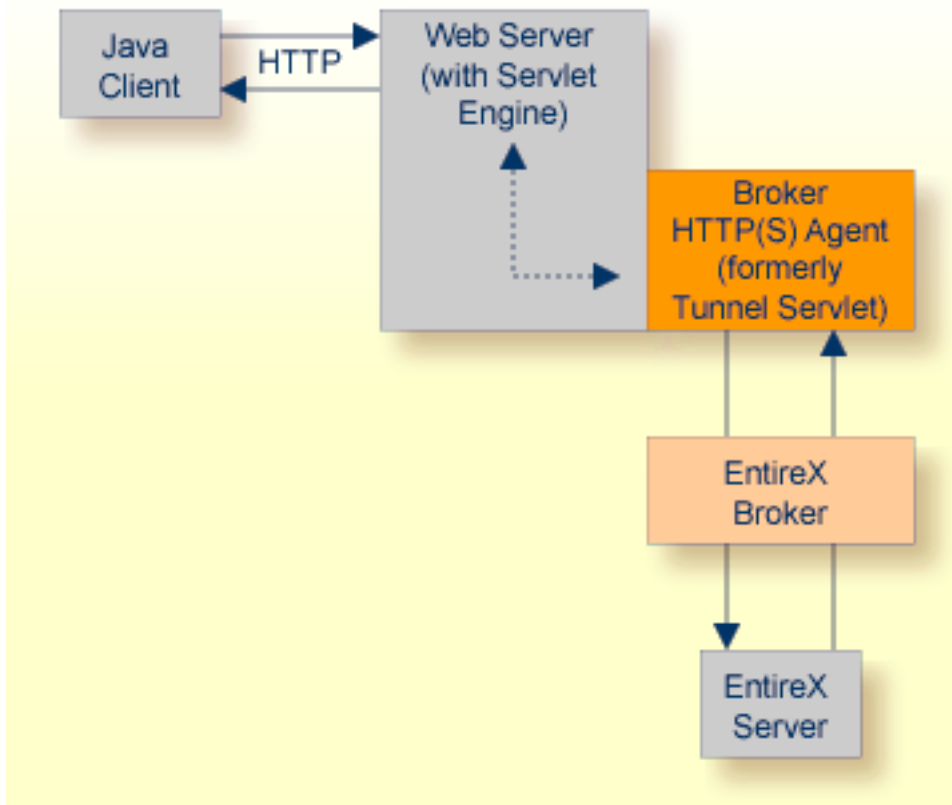 Java
Client
HTTP
Web Server
(with Servlet
Engine)
Broker
HTTP(S) Agent
(formerly
Tunnel Servlet)
EntireX
Broker
EntireX
Server